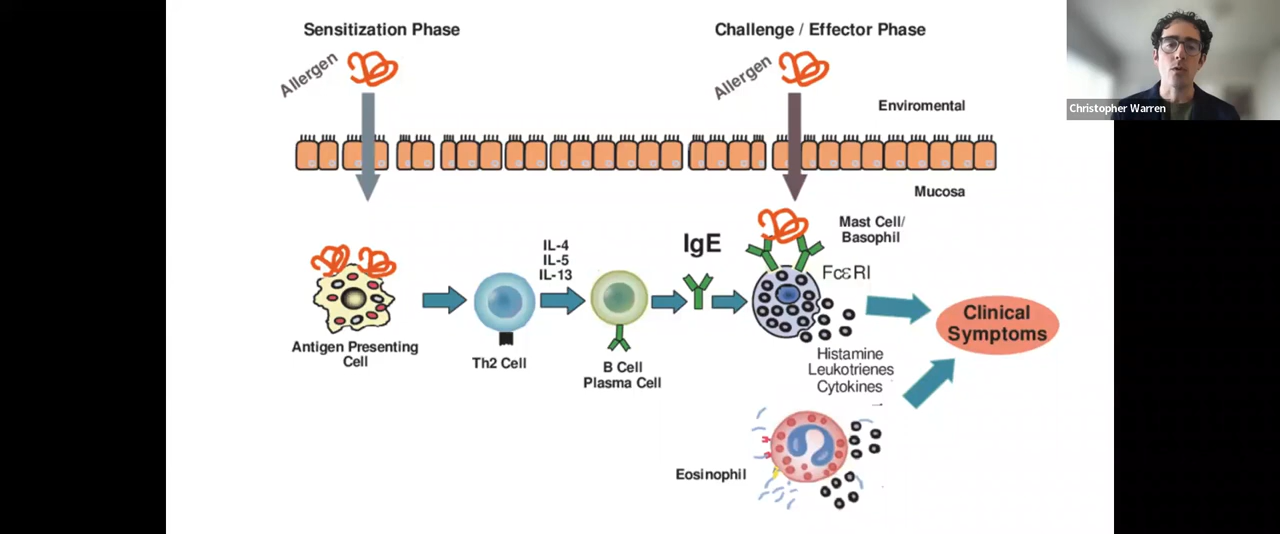 Sensitization Phase
Challenge / Effector Phase
Allergen
Allergen
Christopher Warren
Enviromental
Mucosa
Mast Cell/
Basophil
IgE
IL-4
IL-5
IL-13
FcεRI
Clinical
Symptoms
Antigen Presenting
Cell
Th2 Cell
B Cell
Plasma Cell
Histamine
Leukotrienes
Cytokines
Eosinophil